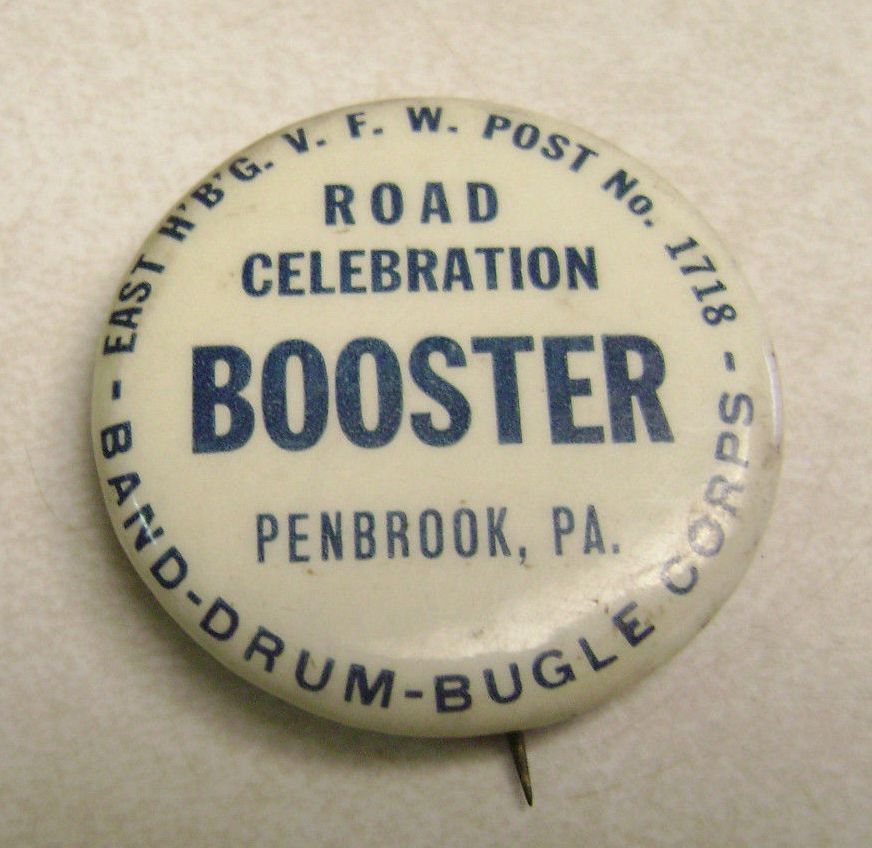 EAST H'B'G. V. F. W. POST No. 1718
ROAD
CELEBRATION
BOOSTER
PENBROOK, PA.
- BAND-DRUM-BUGLE CORPS -